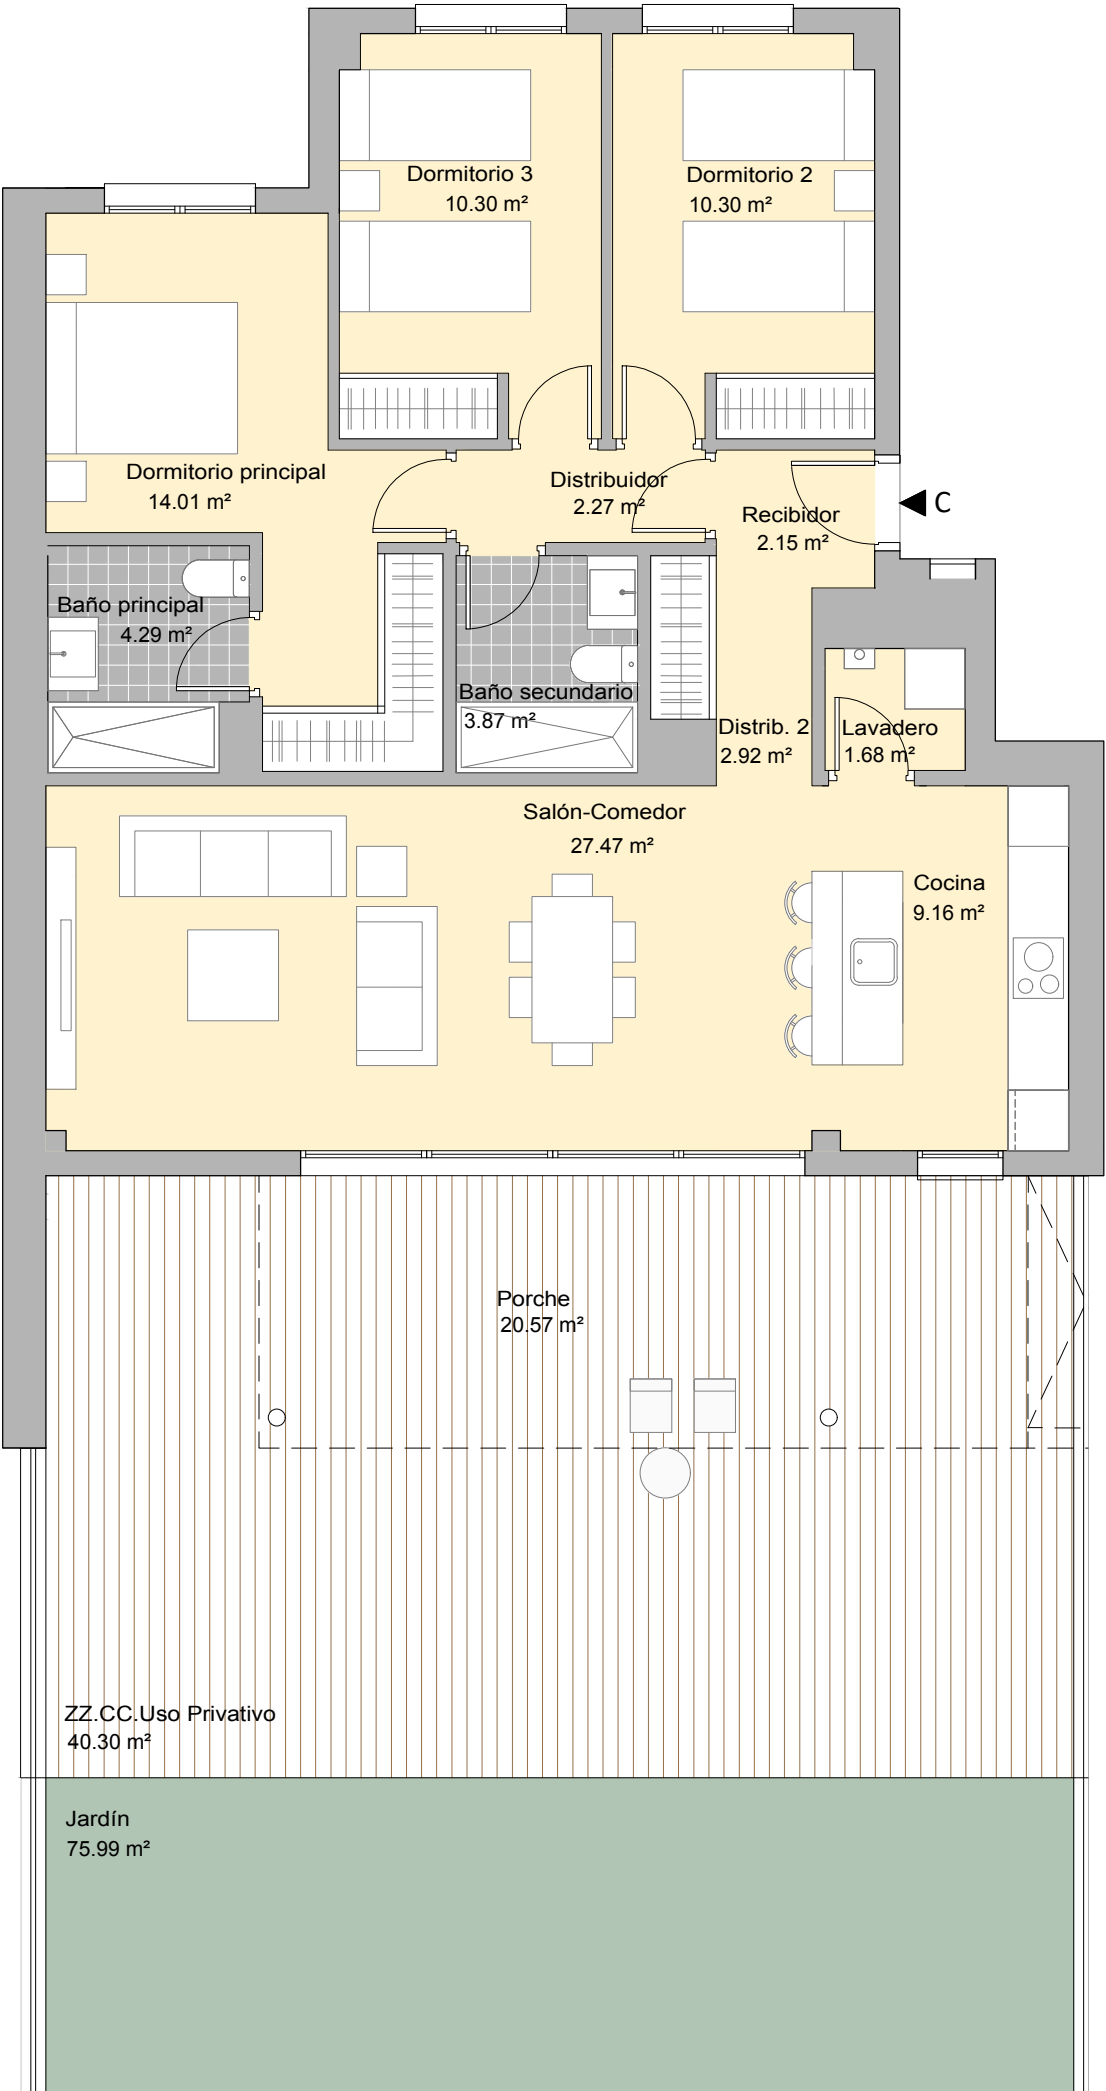 Dormitorio 3
10.30 m²
Dormitorio 2
10.30 m²
Dormitorio principal
14.01 m²
Distribuidor
2.27 m²
Recibidor
2.15 m²
C
Baño principal
4.29 m²
Baño secundario
3.87 m²
Distrib. 2
2.92 m²
Lavadero
1.68 m²
Salón-Comedor
27.47 m²
Cocina
9.16 m²
Porche
20.57 m²
ZZ.CC.Uso Privativo
40.30 m²
Jardín
75.99 m²